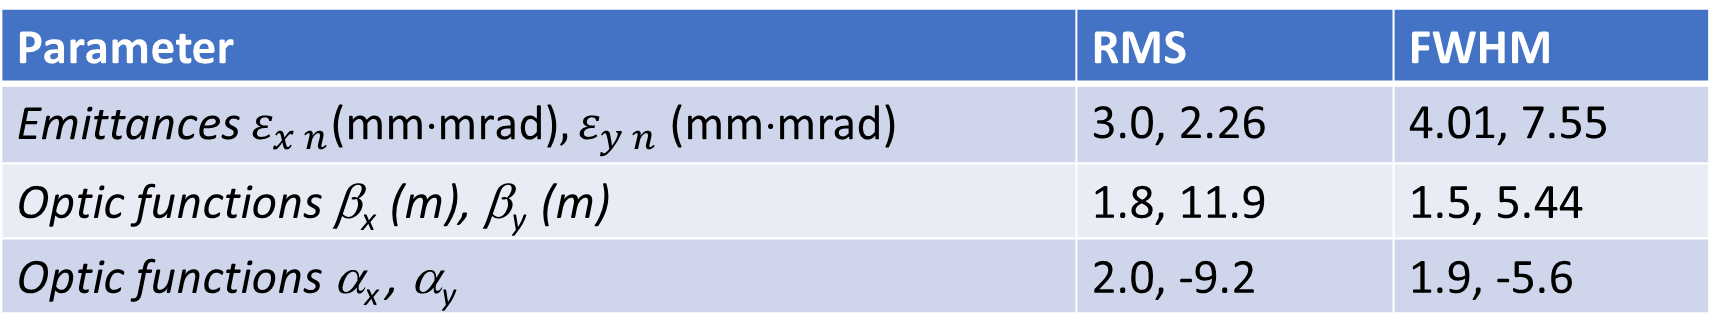 Parameter RMS FWHM
Emittances εx n(mm·mrad), εy n (mm·mrad) 3.0, 2.26 4.01, 7.55
Optic functions βx (m), βy (m) 1.8, 11.9 1.5, 5.44
Optic functions αx, αy 2.0, -9.2 1.9, -5.6